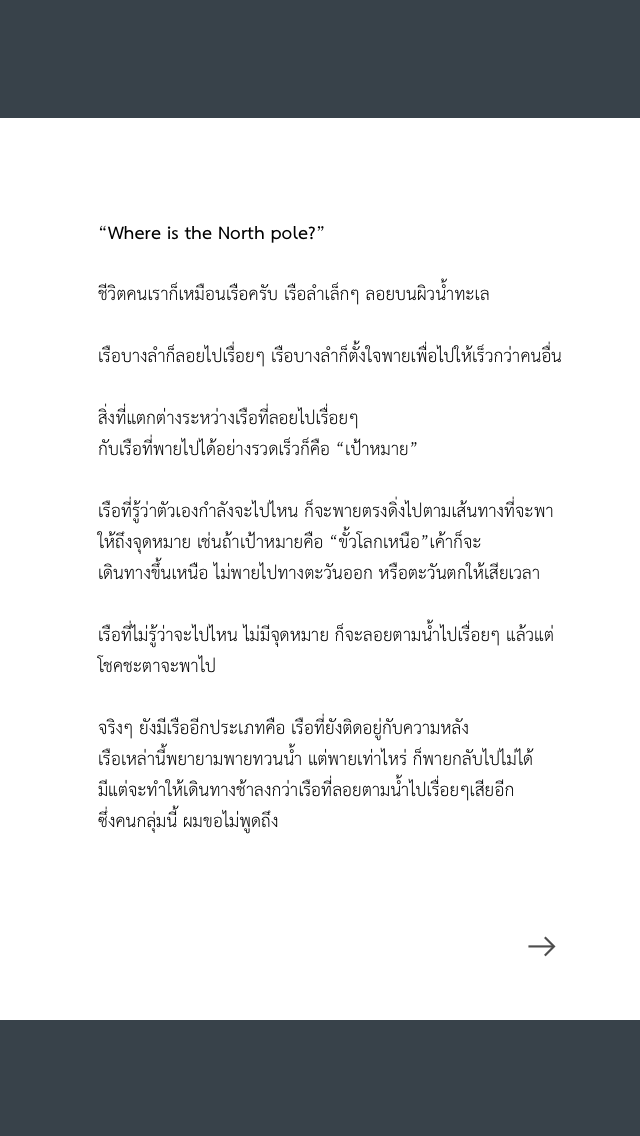 “Where is the North pole?”
ชีวิตคนเราก็เหมือนเรือครับ เรือลำเล็กๆ ลอยบนผิวน้ำทะเล
เรือบางลำก็ลอยไปเรื่อยๆ เรือบางลำก็ตั้งใจพายเพื่อไปให้เร็วกว่าคนอื่น
สิ่งที่แตกต่างระหว่างเรือที่ลอยไปเรื่อยๆ
กับเรือที่พายไปได้อย่างรวดเร็วก็คือ “เป้าหมาย”
เรือที่รู้ว่าตัวเองกำลังจะไปไหน ก็จะพายตรงดิ่งไปตามเส้นทางที่จะพา
ให้ถึงจุดหมาย เช่นถ้าเป้าหมายคือ “ขั้วโลกเหนือ”เค้าก็จะ
เดินทางขึ้นเหนือ ไม่พายไปทางตะวันออก หรือตะวันตกให้เสียเวลา
เรือที่ไม่รู้ว่าจะไปไหน ไม่มีจุดหมาย ก็จะลอยตามน้ำไปเรื่อยๆ แล้วแต่
โชคชะตาจะพาไป
จริงๆ ยังมีเรืออีกประเภทคือ เรือที่ยังติดอยู่กับความหลัง
เรือเหล่านี้พยายามพายทวนน้ำ แต่พายเท่าไหร่ ก็พายกลับไปไม่ได้
มีแต่จะทำให้เดินทางช้าลงกว่าเรือที่ลอยตามน้ำไปเรื่อยๆเสียอีก
ซึ่งคนกลุ่มนี้ ผมขอไม่พูดถึง